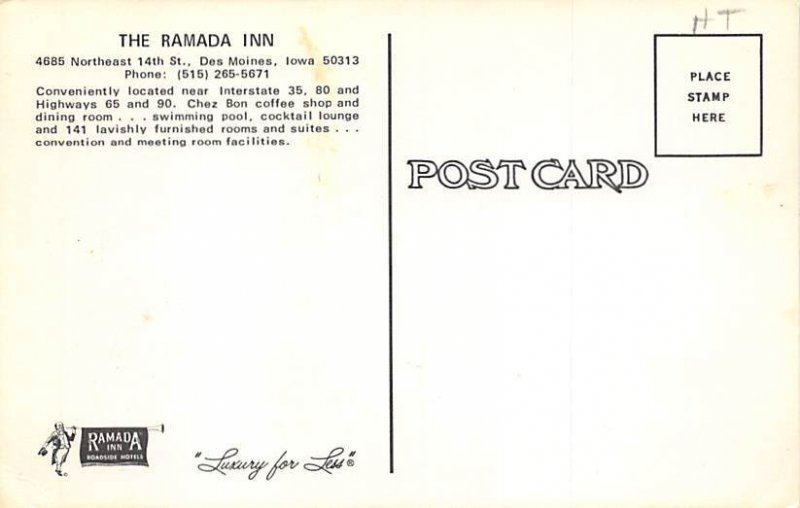 HT
THE RAMADA INN
4685 Northeast 14th St., Des Moines, Iowa 50313
Phone: (515) 265-5671
Conveniently located near Interstate 35, 80 and
Highways 65 and 90. Chez Bon coffee shop and
dining room . . . swimming pool, cocktail lounge
and 141 lavishly furnished rooms and suites . . .
convention and meeting room facilities.
PLACE
STAMP
HERE
POST CARD
RAMADA
INN
ROADSIDE HOTELS
"Luxury for Less"®